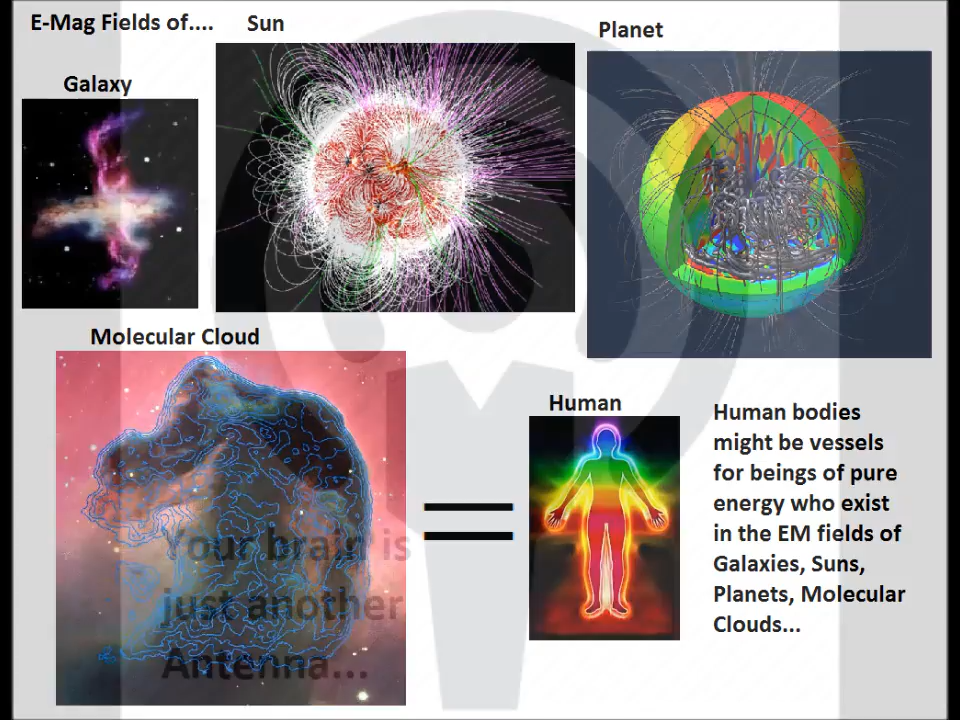 E-Mag Fields of....
Sun
Planet
Galaxy
Molecular Cloud
Human
Human bodies
might be vessels
for beings of pure
energy who exist
in the EM fields of
Galaxies, Suns,
Planets, Molecular
Clouds...
Your brain is
just another
Antenna...